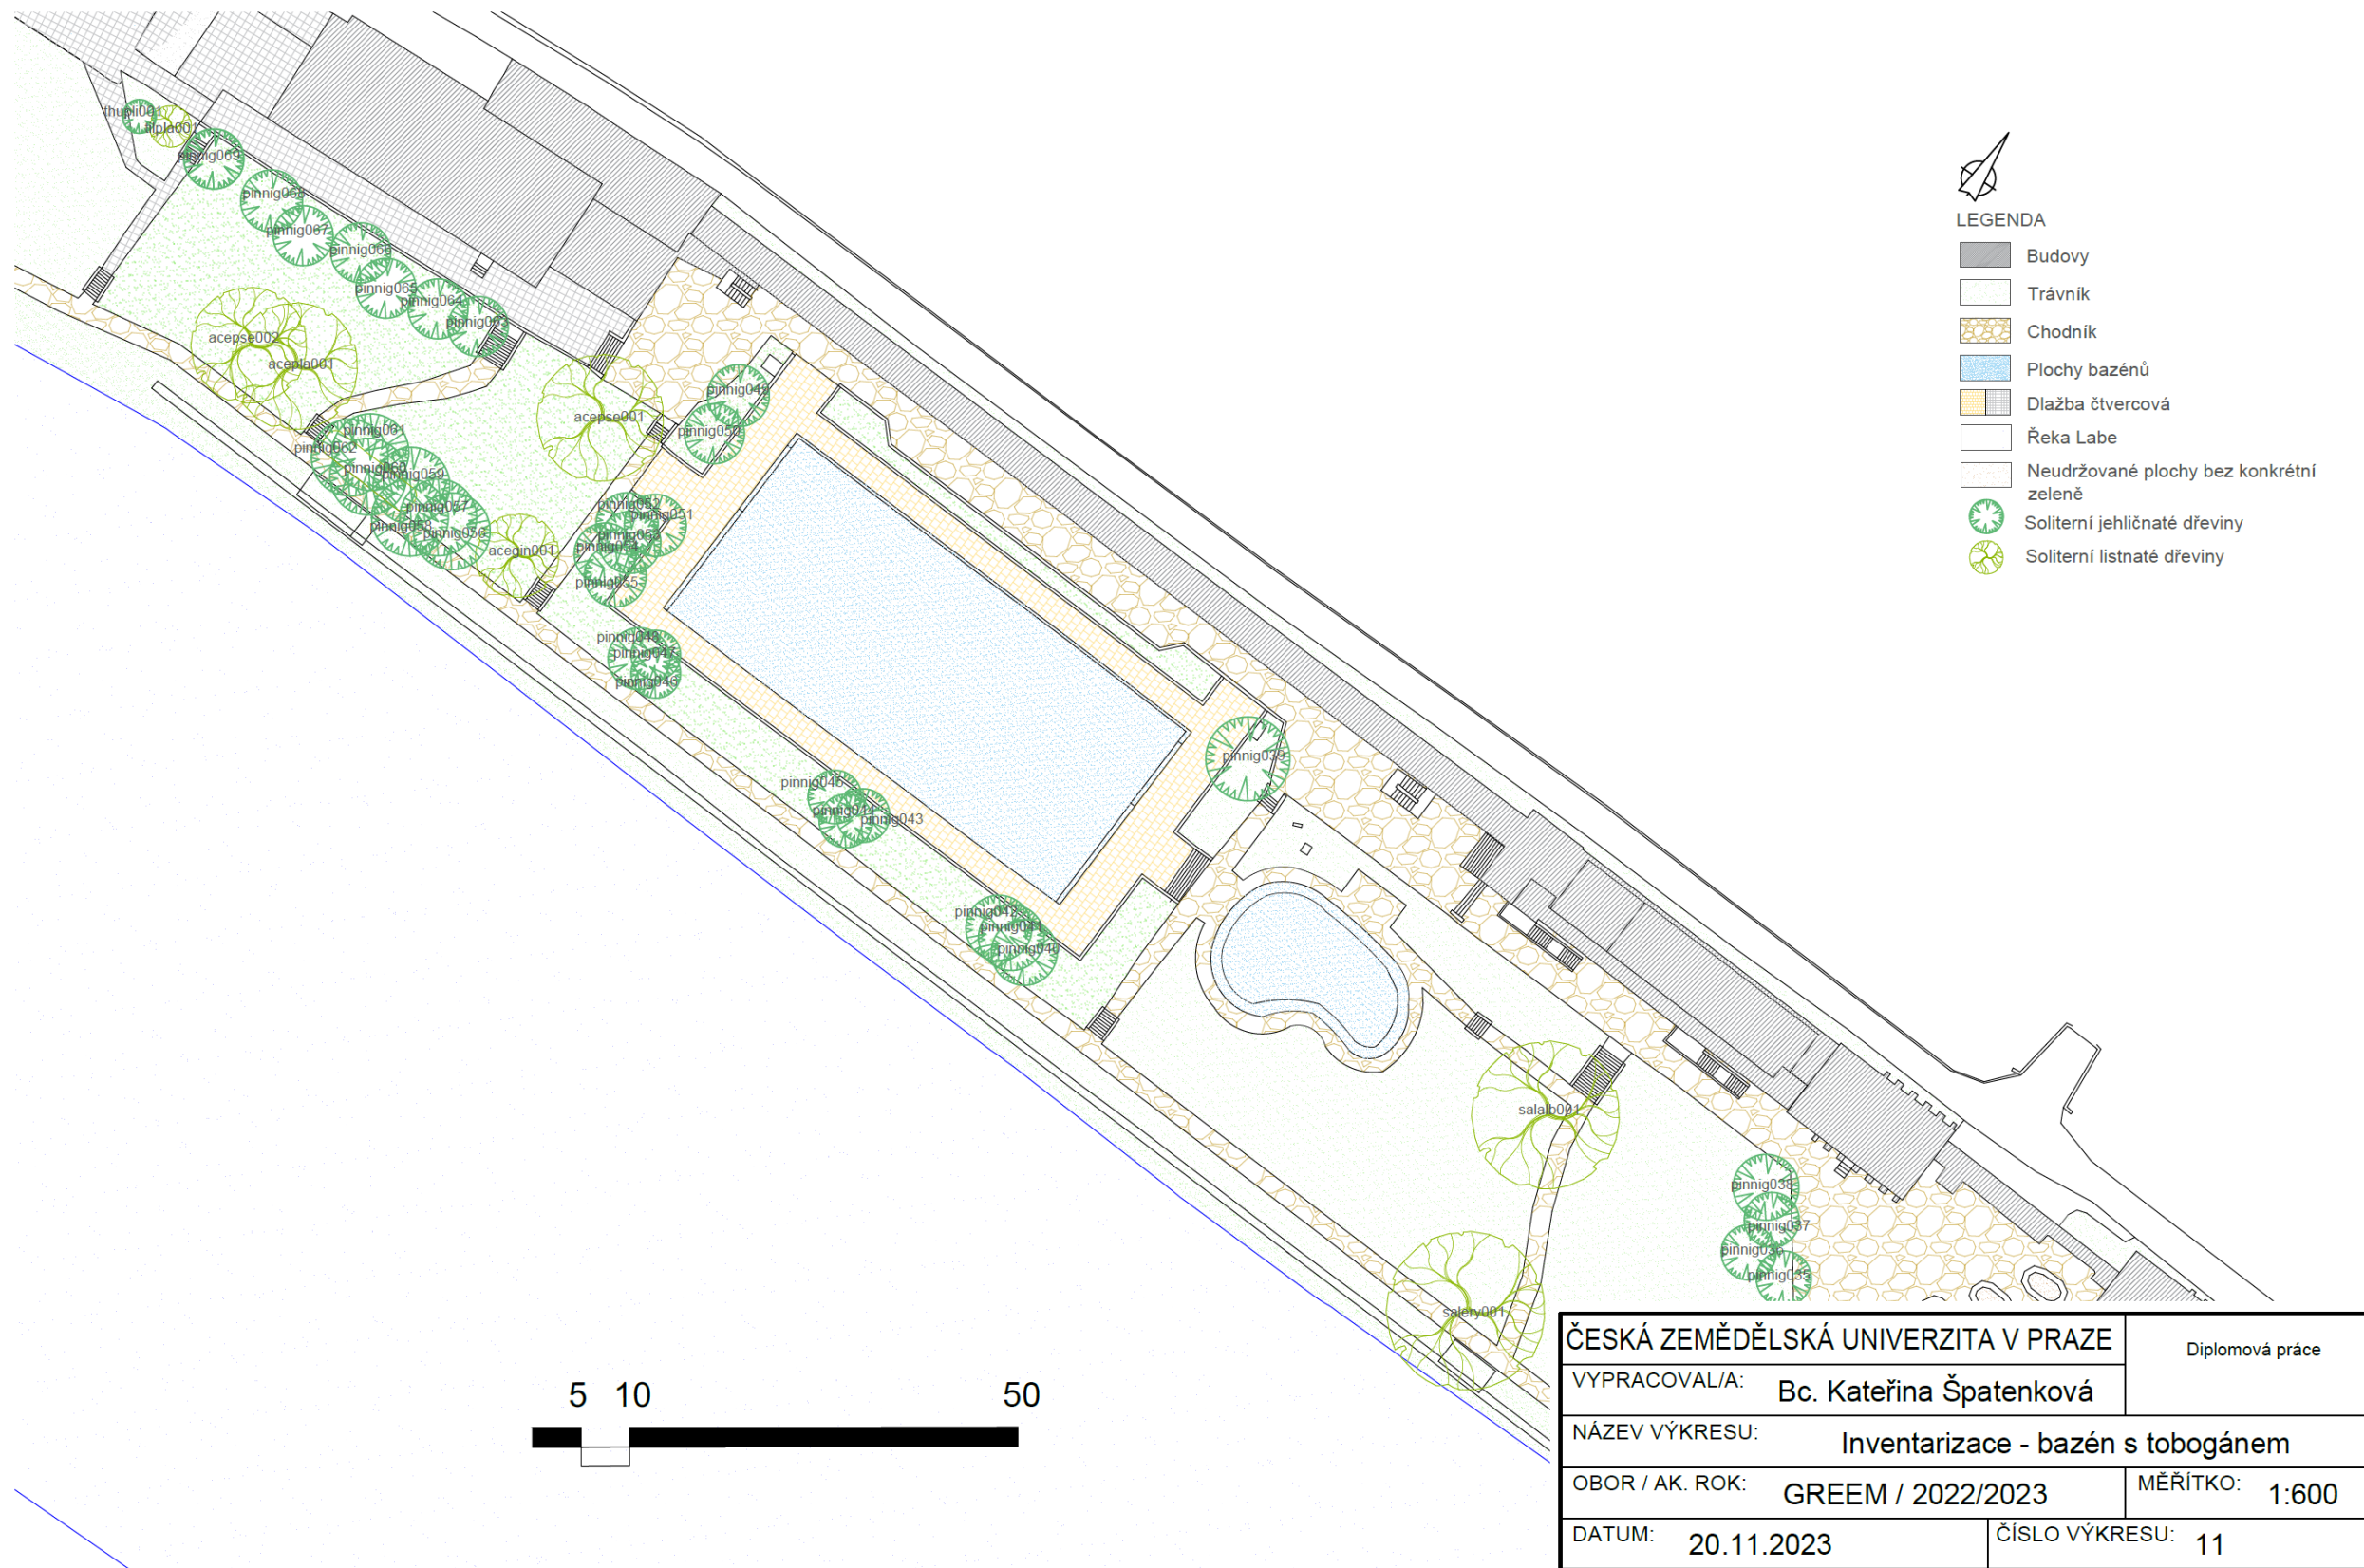 thupli001
tilpla001
pinnig069
pinnig068
pinnig067
pinnig066
pinnig065
pinnig064
pinnig063
acepse002
acepla001
acepse001
pinnig049
pinnig050
pinnig061
pinnig062
pinnig060
pinnig059
pinnig057
pinnig058
pinnig056
acegin001
pinnig052
pinnig051
pinnig053
pinnig054
pinnig055
pinnig048
pinnig047
pinnig046
pinnig039
pinnig045
pinnig044
pinnig043
pinnig042
pinnig041
pinnig040
salalb001
pinnig038
pinnig037
pinnig036
pinnig035
salery001
LEGENDA
Budovy
Trávník
Chodník
Plochy bazénů
Dlažba čtvercová
Řeka Labe
Neudržované plochy bez konkrétní
zeleně
Soliterní jehličnaté dřeviny
Soliterní listnaté dřeviny
5 10 50
ČESKÁ ZEMĚDĚLSKÁ UNIVERZITA V PRAZE
Diplomová práce
VYPRACOVAL/A: Bc. Kateřina Špatenková
NÁZEV VÝKRESU: Inventarizace - bazén s tobogánem
OBOR / AK. ROK: GREEM / 2022/2023 MĚŘÍTKO: 1:600
DATUM: 20.11.2023 ČÍSLO VÝKRESU: 11